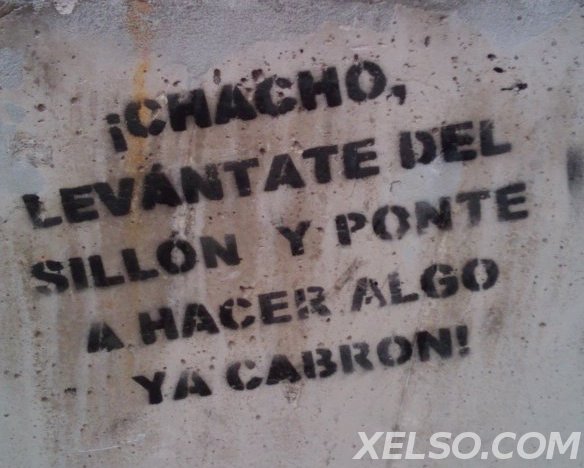 ¡CHACHO,
LEVÁNTATE DEL
SILLÓN Y PONTE
A HACER ALGO
YA CABRON!
XELSO.COM